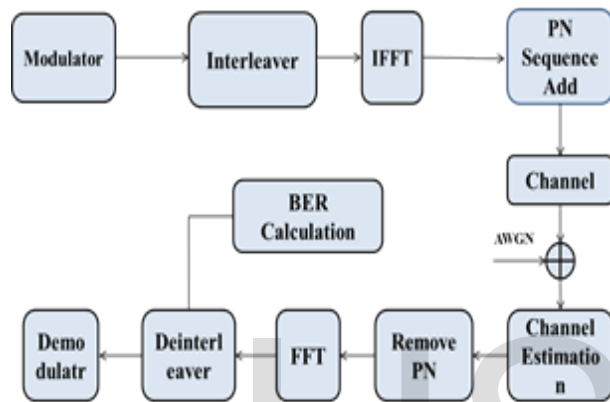 Modulator
Interleaver
IFFT
PN
Sequence
Add
Channel
BER
Calculation
AWGN
Demo
dulatr
Deinterl
eaver
FFT
Remove
PN
Channel
Estimatio
n